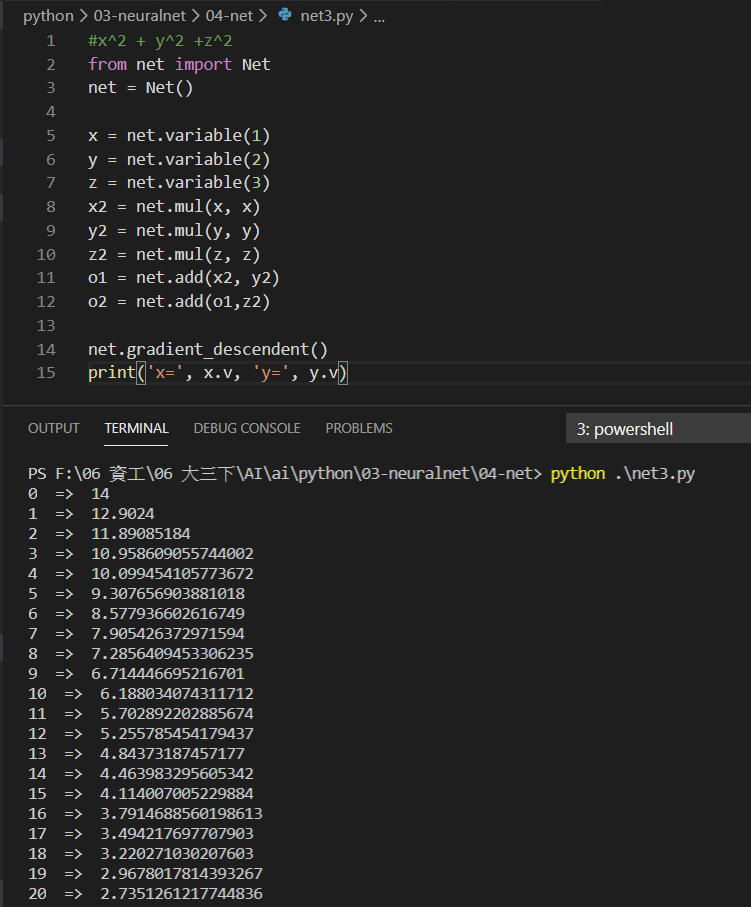 python > 03-neuralnet > 04-net > net3.py > ...
1 #x^2 + y^2 +z^2
2 from net import Net
3 net = Net()
4
5 x = net.variable(1)
6 y = net.variable(2)
7 z = net.variable(3)
8 x2 = net.mul(x, x)
9 y2 = net.mul(y, y)
10 z2 = net.mul(z, z)
11 o1 = net.add(x2, y2)
12 o2 = net.add(o1,z2)
13
14 net.gradient_descendent()
15 print('x=', x.v, 'y=', y.v)
OUTPUT TERMINAL DEBUG CONSOLE PROBLEMS 3: powershell
PS F:\06 資工\06 大三下\AI\ai\python\03-neuralnet\04-net> python .\net3.py
0 => 14
1 => 12.9024
2 => 11.89085184
3 => 10.958609055744002
4 => 10.099454105773672
5 => 9.307656903881018
6 => 8.577936602616749
7 => 7.905426372971594
8 => 7.2856409453306235
9 => 6.714446695216701
10 => 6.188034074311712
11 => 5.702892202885674
12 => 5.255785454179437
13 => 4.84373187457177
14 => 4.463983295605342
15 => 4.114007005229884
16 => 3.7914688560198613
17 => 3.494217697707903
18 => 3.220271030207603
19 => 2.9678017814393267
20 => 2.7351261217744836